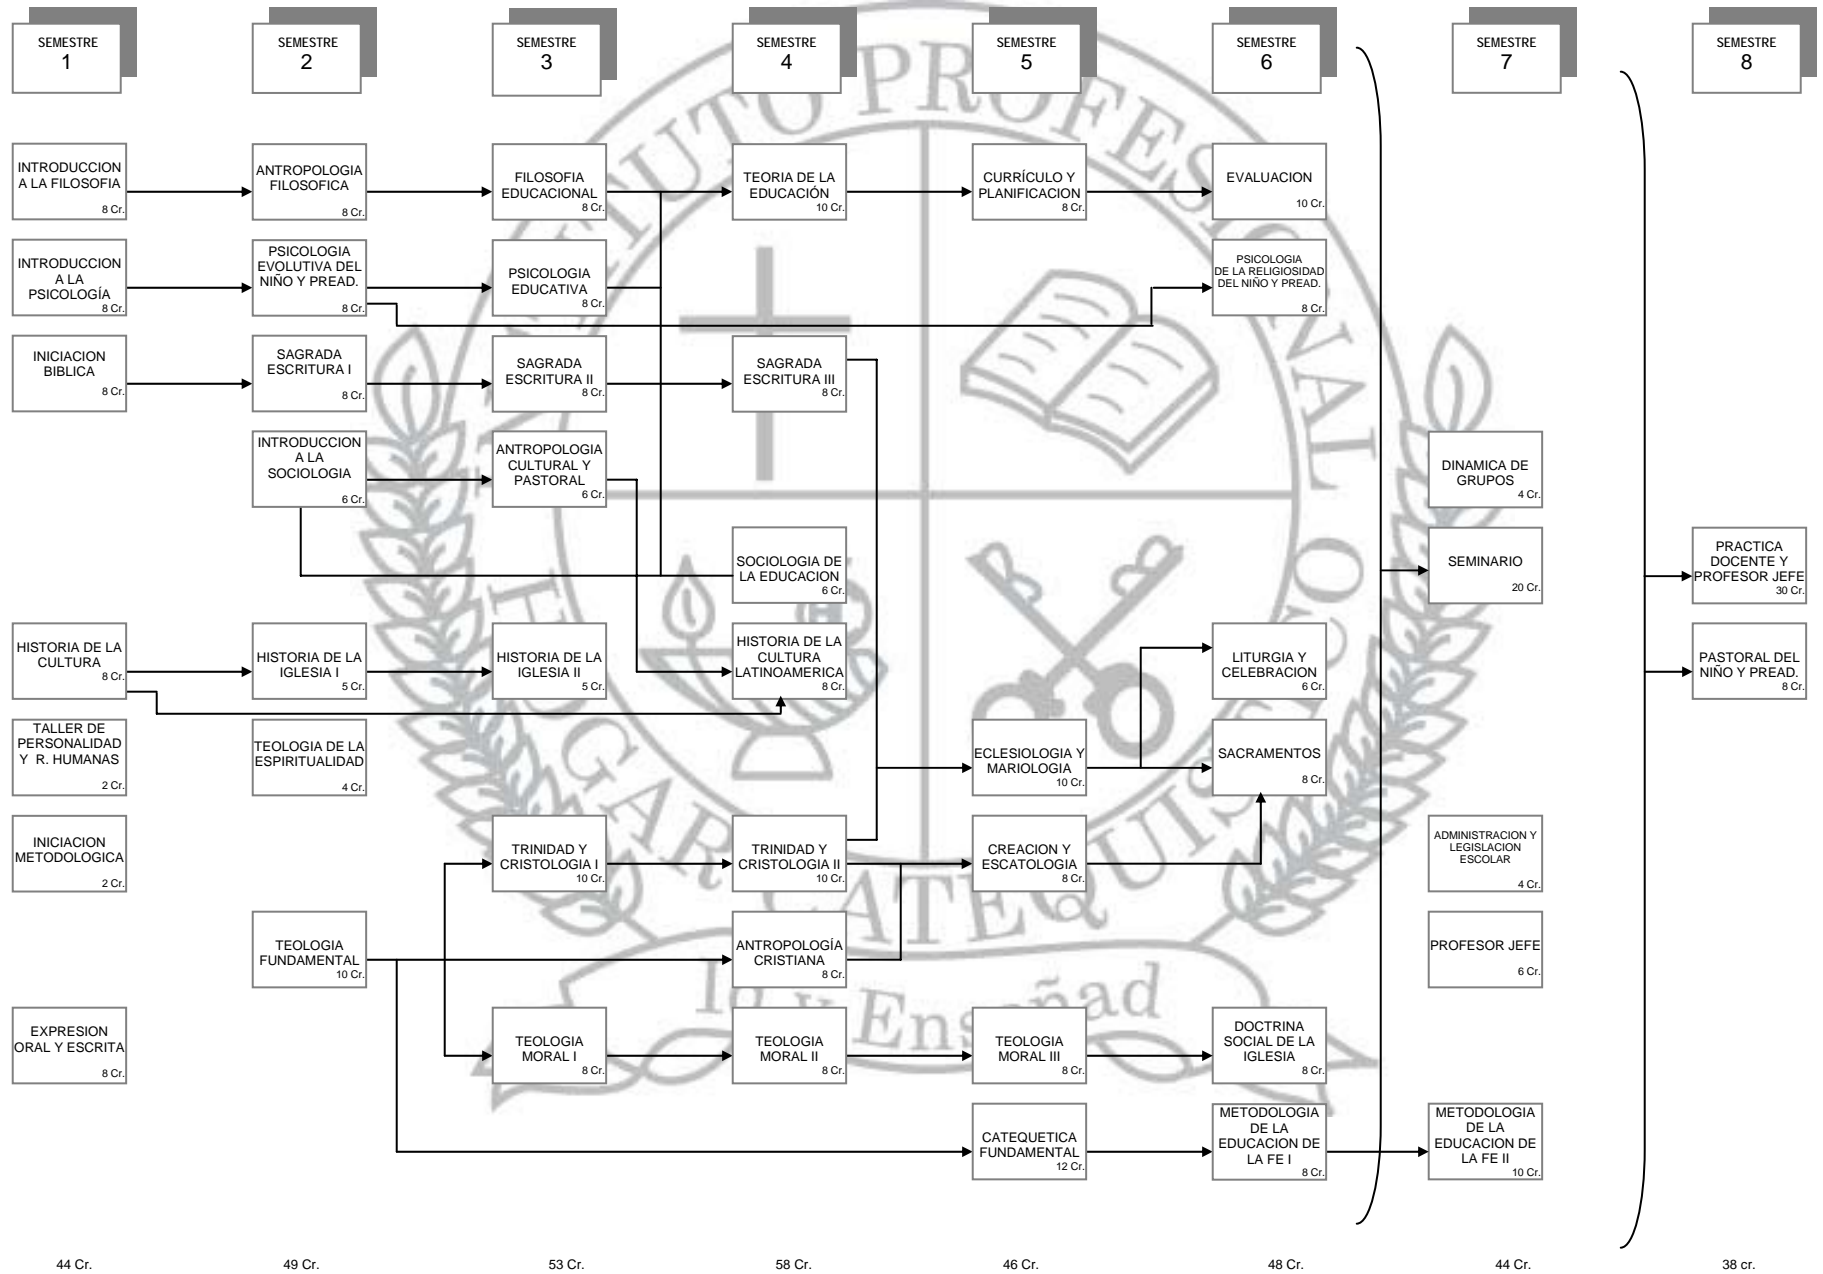 SEMESTRE
1
SEMESTRE
2
SEMESTRE
3
SEMESTRE
4
SEMESTRE
5
SEMESTRE
6
SEMESTRE
7
SEMESTRE
8
INTRODUCCION
A LA FILOSOFIA
8 Cr.
ANTROPOLOGIA
FILOSOFICA
8 Cr.
FILOSOFIA
EDUCACIONAL
8 Cr.
TEORIA DE LA
EDUCACIÓN
10 Cr.
CURRÍCULO Y
PLANIFICACION
8 Cr.
EVALUACION
10 Cr.
INTRODUCCION
A LA
PSICOLOGÍA
8 Cr.
PSICOLOGIA
EVOLUTIVA DEL
NIÑO Y PREAD.
8 Cr.
PSICOLOGIA
EDUCATIVA
8 Cr.
PSICOLOGIA
DE LA RELIGIOSIDAD
DEL NIÑO Y PREAD.
8 Cr.
INICIACION
BIBLICA
8 Cr.
SAGRADA
ESCRITURA I
8 Cr.
SAGRADA
ESCRITURA II
8 Cr.
SAGRADA
ESCRITURA III
8 Cr.
INTRODUCCION
A LA
SOCIOLOGIA
6 Cr.
ANTROPOLOGIA
CULTURAL Y
PASTORAL
6 Cr.
DINAMICA DE
GRUPOS
4 Cr.
SOCIOLOGIA DE
LA EDUCACION
6 Cr.
SEMINARIO
20 Cr.
PRACTICA
DOCENTE Y
PROFESOR JEFE
30 Cr.
HISTORIA DE LA
CULTURA
8 Cr.
HISTORIA DE LA
IGLESIA I
5 Cr.
HISTORIA DE LA
IGLESIA II
5 Cr.
HISTORIA DE LA
CULTURA
LATINOAMERICA
8 Cr.
LITURGIA Y
CELEBRACION
6 Cr.
PASTORAL DEL
NIÑO Y PREAD.
8 Cr.
TALLER DE
PERSONALIDAD
Y R. HUMANAS
2 Cr.
TEOLOGIA DE LA
ESPIRITUALIDAD
4 Cr.
ECLESIOLOGIA Y
MARIOLOGIA
10 Cr.
SACRAMENTOS
8 Cr.
INICIACION
METODOLOGICA
2 Cr.
TRINIDAD Y
CRISTOLOGIA I
10 Cr.
TRINIDAD Y
CRISTOLOGIA II
10 Cr.
CREACION Y
ESCATOLOGIA
8 Cr.
ADMINISTRACION Y
LEGISLACION
ESCOLAR
4 Cr.
TEOLOGIA
FUNDAMENTAL
10 Cr.
ANTROPOLOGÍA
CRISTIANA
8 Cr.
PROFESOR JEFE
6 Cr.
EXPRESION
ORAL Y ESCRITA
8 Cr.
TEOLOGIA
MORAL I
8 Cr.
TEOLOGIA
MORAL II
8 Cr.
TEOLOGIA
MORAL III
8 Cr.
DOCTRINA
SOCIAL DE LA
IGLESIA
8 Cr.
CATEQUETICA
FUNDAMENTAL
12 Cr.
METODOLOGIA
DE LA
EDUCACION DE
LA FE I
8 Cr.
METODOLOGIA
DE LA
EDUCACION DE
LA FE II
10 Cr.
44 Cr.
49 Cr.
53 Cr.
58 Cr.
46 Cr.
48 Cr.
44 Cr.
38 cr.